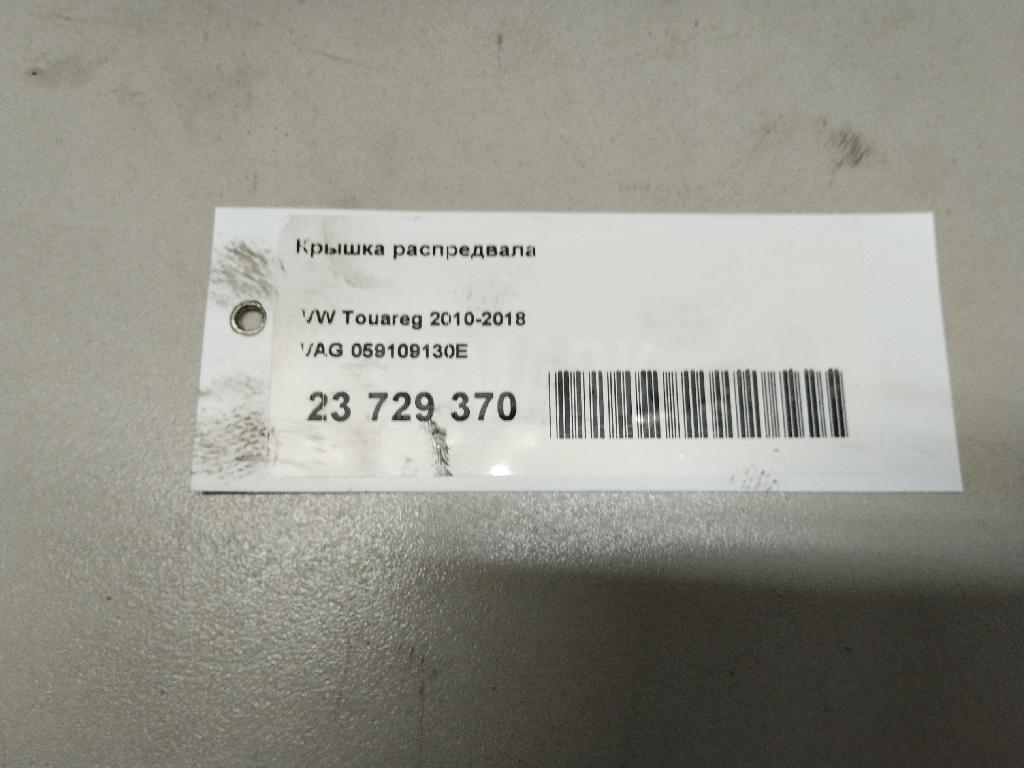 Крышка распредвала
VW Touareg 2010-2018
VAG 059109130E
23 729 370